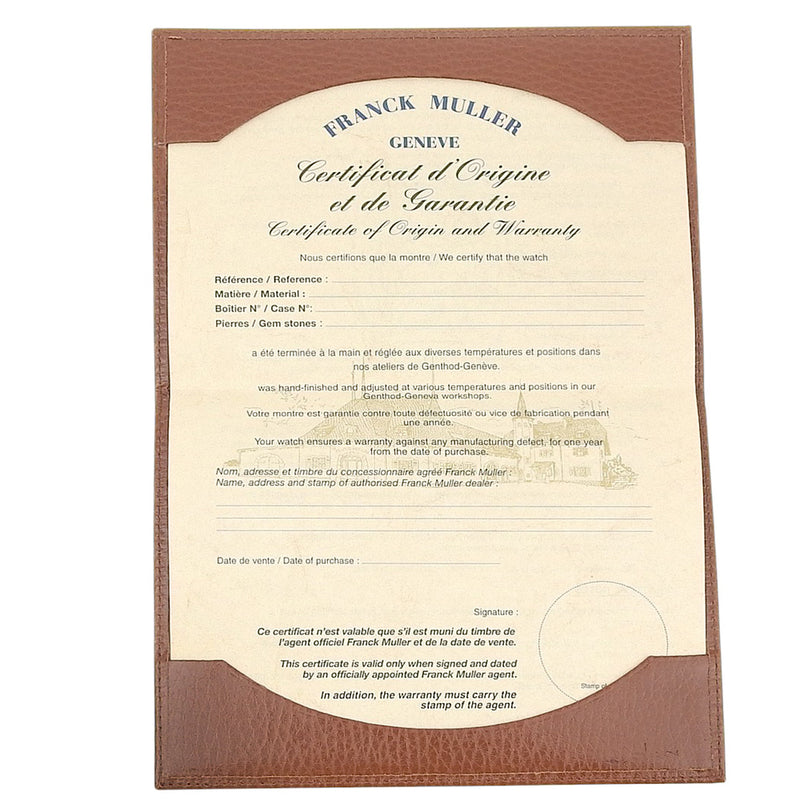 FRANCK MULLER
GENEVE
Certificat d'Origine
et de Garantie
Certificate of Origin and Warranty
Nous certifions que la montre / We certify that the watch
Référence / Reference :
Matière / Material :
Boîtier N° / Case N°:
Pierres / Gem stones :
a été terminée à la main et réglée aux diverses températures et positions dans
nos ateliers de Genthod-Genève.
was hand-finished and adjusted at various temperatures and positions in our
Genthod-Geneva workshops.
Votre montre est garantie contre toute défectuosité ou vice de fabrication pendant
une année.
Your watch ensures a warranty against any manufacturing defect, for one year
from the date of purchase.
Nom, adresse et timbre du concessionnaire agréé Franck Muller :
Name, address and stamp of authorised Franck Muller dealer :
Date de vente / Date of purchase :
Signature :
Ce certificat n'est valable que s'il est muni du timbre de
l'agent officiel Franck Muller et de la date de vente.
This certificate is valid only when signed and dated
by an officially appointed Franck Muller agent.
Stamp of
In addition, the warranty must carry the
stamp of the agent.